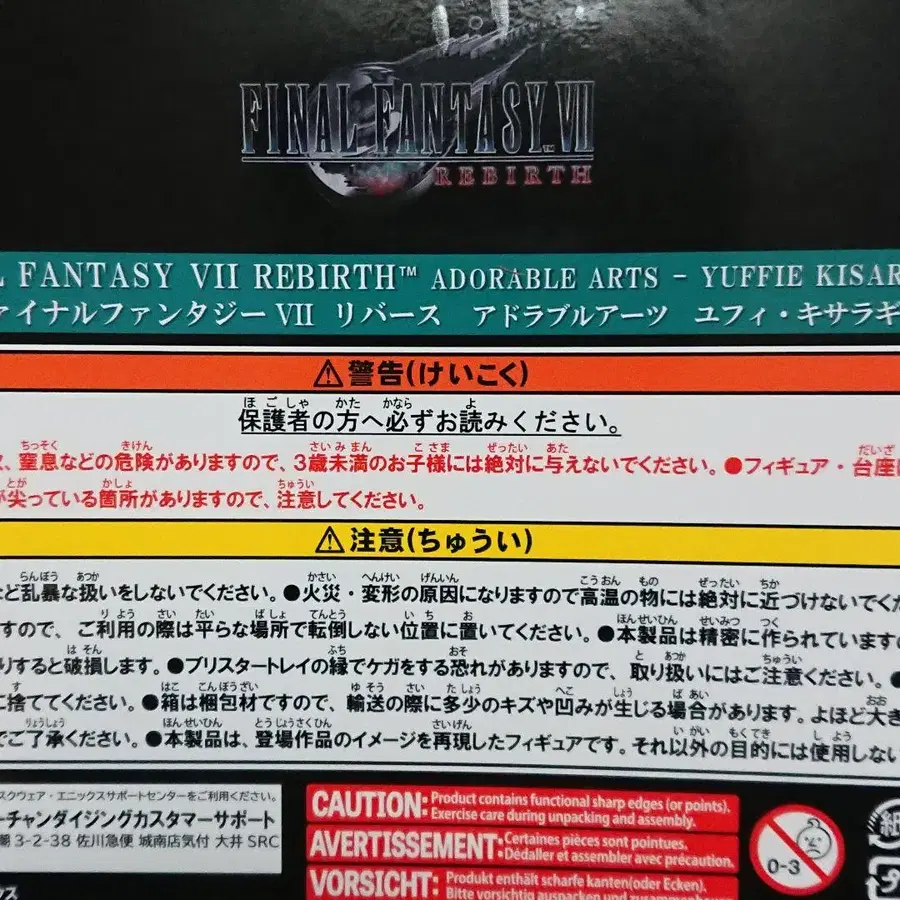 FINAL FANTASY VII
REBIRTH
L FANTASY VII REBIRTH™ ADORABLE ARTS – YUFFIE KISAR
ァイナルファンタジーVII リバース アドラブルアーツ ユフィ・キサラギ
⚠警告(けいこく)
保護者の方へ必ずお読みください。
、窒息などの危険がありますので、3歳未満のお子様には絶対に与えないでください。●フィギュア・台座に
が尖っている箇所がありますので、注意してください。
⚠注意(ちゅうい)
など乱暴な扱いをしないでください。●火災・変形の原因になりますので高温の物には絶対に近づけないでくだ
すので、ご利用の際は平らな場所で転倒しない位置に置いてください。●本製品は精密に作られていますの
りすると破損します。●ブリスタートレイの縁でケガをする恐れがありますので、取り扱いにはご注意ください。●
に捨ててください。●箱は梱包材ですので、輸送の際に多少のキズや凹みが生じる場合があります。よほど大き
でご了承ください。●本製品は、登場作品のイメージを再現したフィギュアです。それ以外の目的には使用しない
スクウェア・エニックスサポートセンターをご利用ください。
ーチャンダイジングカスタマーサポート
潮3-2-38 佐川急便 城南店気付 大井SRC
CAUTION: Product contains functional sharp edges (or points).
Exercise care during unpacking and assembly.
AVERTISSEMENT: Certaines pièces sont pointues.
Dédaller et assembler avec précaution.
VORSICHT: Produkt enthält scharfe kanten(oder Ecken).
Bitte vorsichtig auspacken und zusammenbauen
0-3
紙